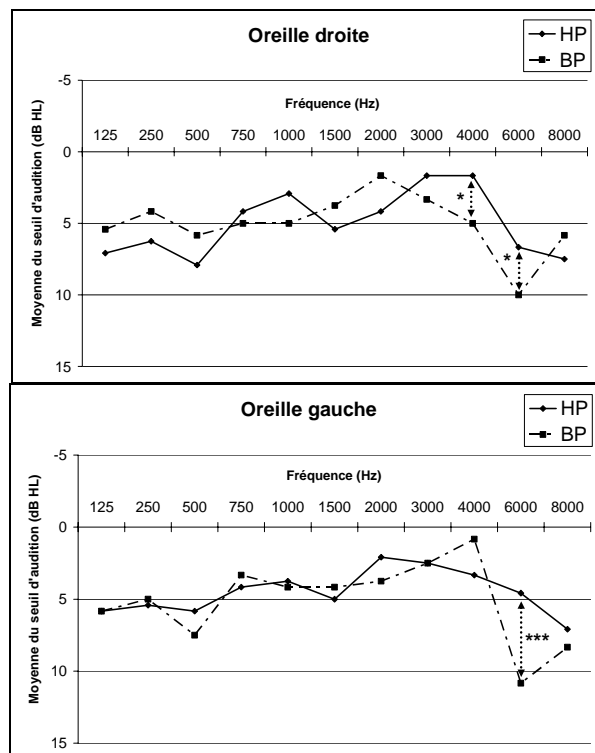 Oreille droite
HP
BP
-5
Fréquence (Hz)
125 250 500 750 1000 1500 2000 3000 4000 6000 8000
0
*
5
*
10
15
Moyenne du seuil d'audition (dB HL)
Oreille gauche
HP
BP
-5
Fréquence (Hz)
125 250 500 750 1000 1500 2000 3000 4000 6000 8000
0
5
***
10
15
Moyenne du seuil d'audition (dB HL)